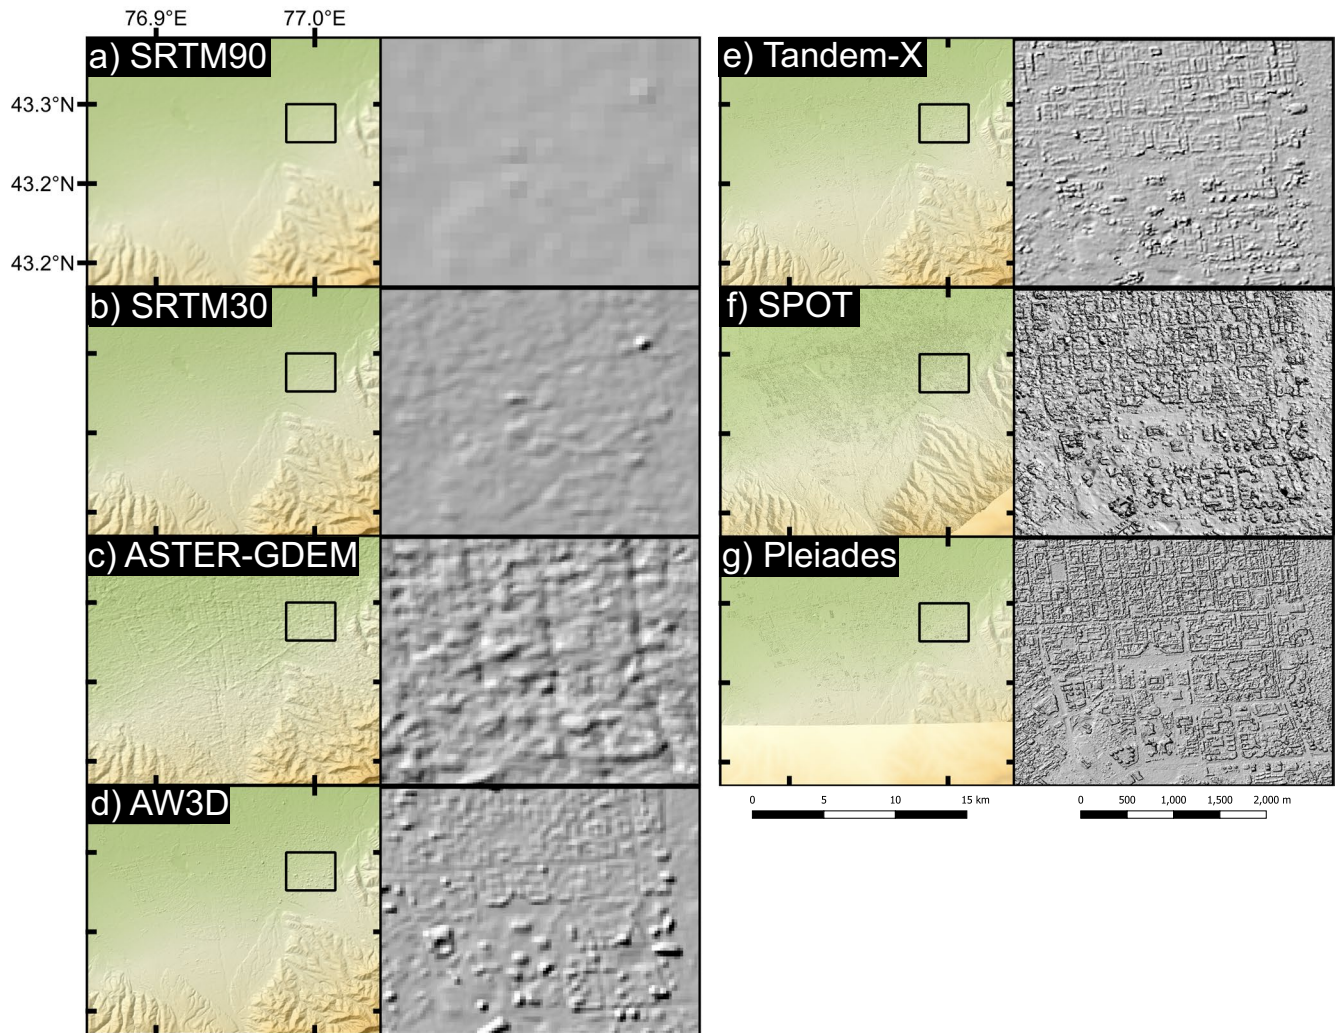 76.9°E 77.0°E
a) SRTM90
43.3°N
43.2°N
43.2°N
b) SRTM30
c) ASTER-GDEM
d) AW3D
e) Tandem-X
f) SPOT
g) Pleiades
0 5 10 15 km
0 500 1,000 1,500 2,000 m